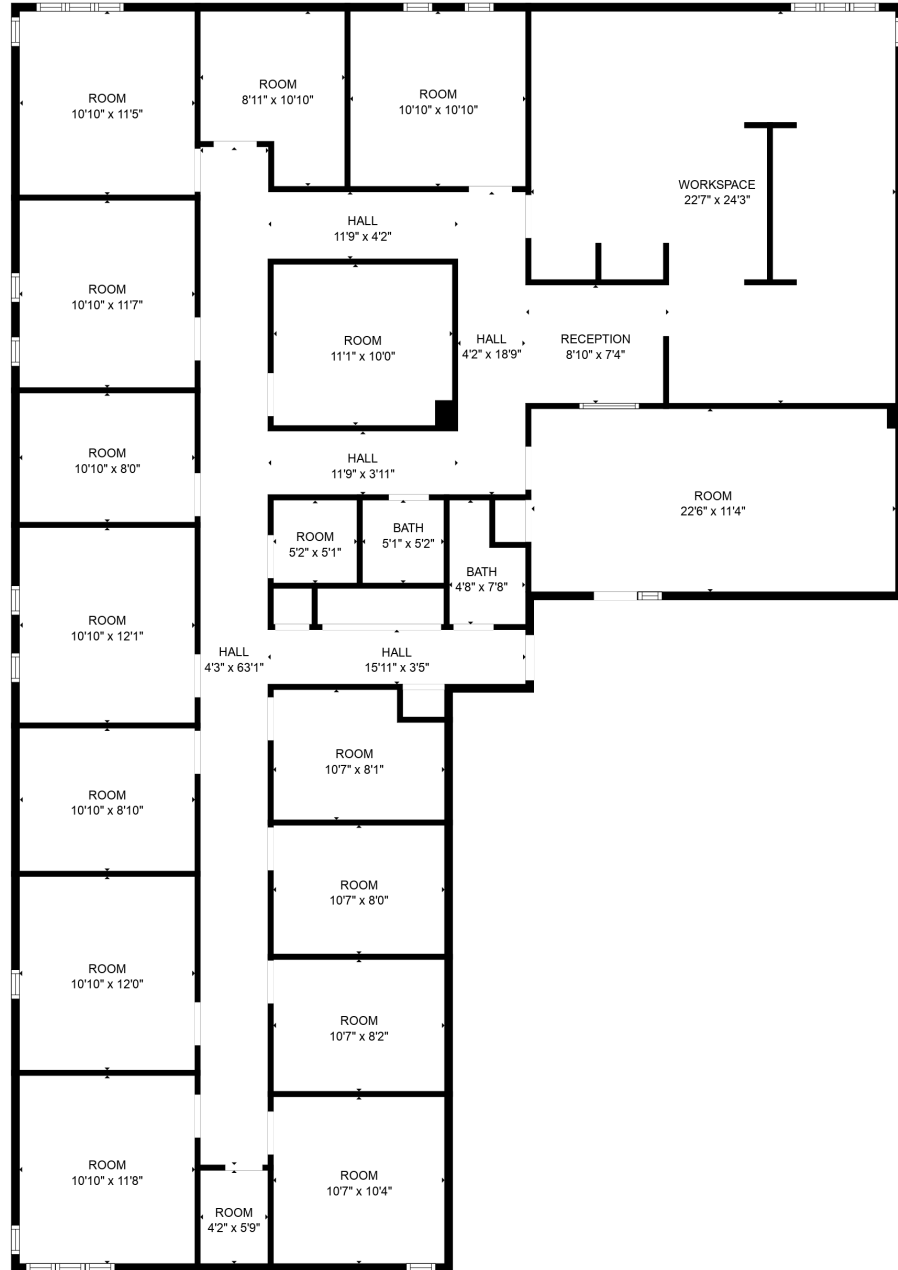 ROOM
10'10" x 11'5"
ROOM
8'11" x 10'10"
ROOM
10'10" x 10'10"
WORKSPACE
22'7" x 24'3"
HALL
11'9" x 4'2"
ROOM
10'10" x 11'7"
ROOM
11'1" x 10'0"
HALL
4'2" x 18'9"
RECEPTION
8'10" x 7'4"
ROOM
10'10" x 8'0"
HALL
11'9" x 3'11"
ROOM
22'6" x 11'4"
ROOM
5'2" x 5'1"
BATH
5'1" x 5'2"
BATH
4'8" x 7'8"
ROOM
10'10" x 12'1"
HALL
4'3" x 63'1"
HALL
15'11" x 3'5"
ROOM
10'7" x 8'1"
ROOM
10'10" x 8'10"
ROOM
10'7" x 8'0"
ROOM
10'10" x 12'0"
ROOM
10'7" x 8'2"
ROOM
10'10" x 11'8"
ROOM
10'7" x 10'4"
ROOM
4'2" x 5'9"